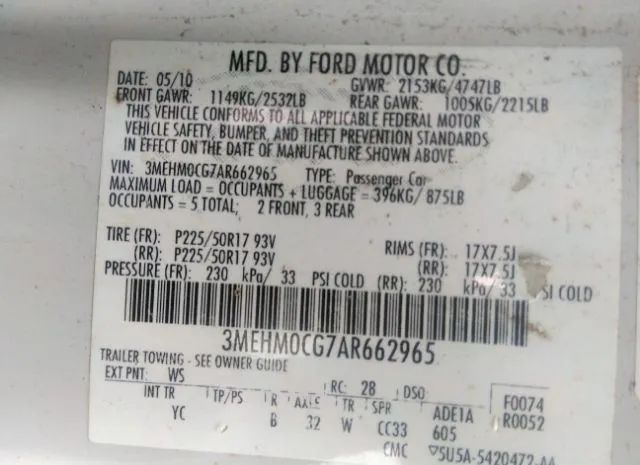 MFD. BY FORD MOTOR CO.
DATE: 05/10 GVWR: 2153KG/4747LB
FRONT GAWR: 1149KG/2532LB REAR GAWR: 1005KG/2215LB
THIS VEHICLE CONFORMS TO ALL APPLICABLE FEDERAL MOTOR
VEHICLE SAFETY, BUMPER, AND THEFT PREVENTION STANDARDS
IN EFFECT ON THE DATE OF MANUFACTURE SHOWN ABOVE.
VIN: 3MEHM0CG7AR662965 TYPE: Passenger Car
MAXIMUM LOAD = OCCUPANTS + LUGGAGE = 396KG/ 875LB
OCCUPANTS = 5 TOTAL; 2 FRONT, 3 REAR
TIRE (FR): P225/50R17 93V RIMS (FR): 17X7.5J
(RR): P225/50R17 93V (RR): 17X7.5J
PRESSURE (FR): 230 kPa/ 33 PSI COLD (RR): 230 kPa/ 33 SI COLD
3MEHM0CG7AR662965
TRAILER TOWING - SEE OWNER GUIDE
EXT PNT: WS RC: 28 DSO: F0074
INT TR TP/PS R AXLE TR SPR ADE1A R0052
YC B 32 W CC33 605
CMC ▽5U5A-5420472-AA